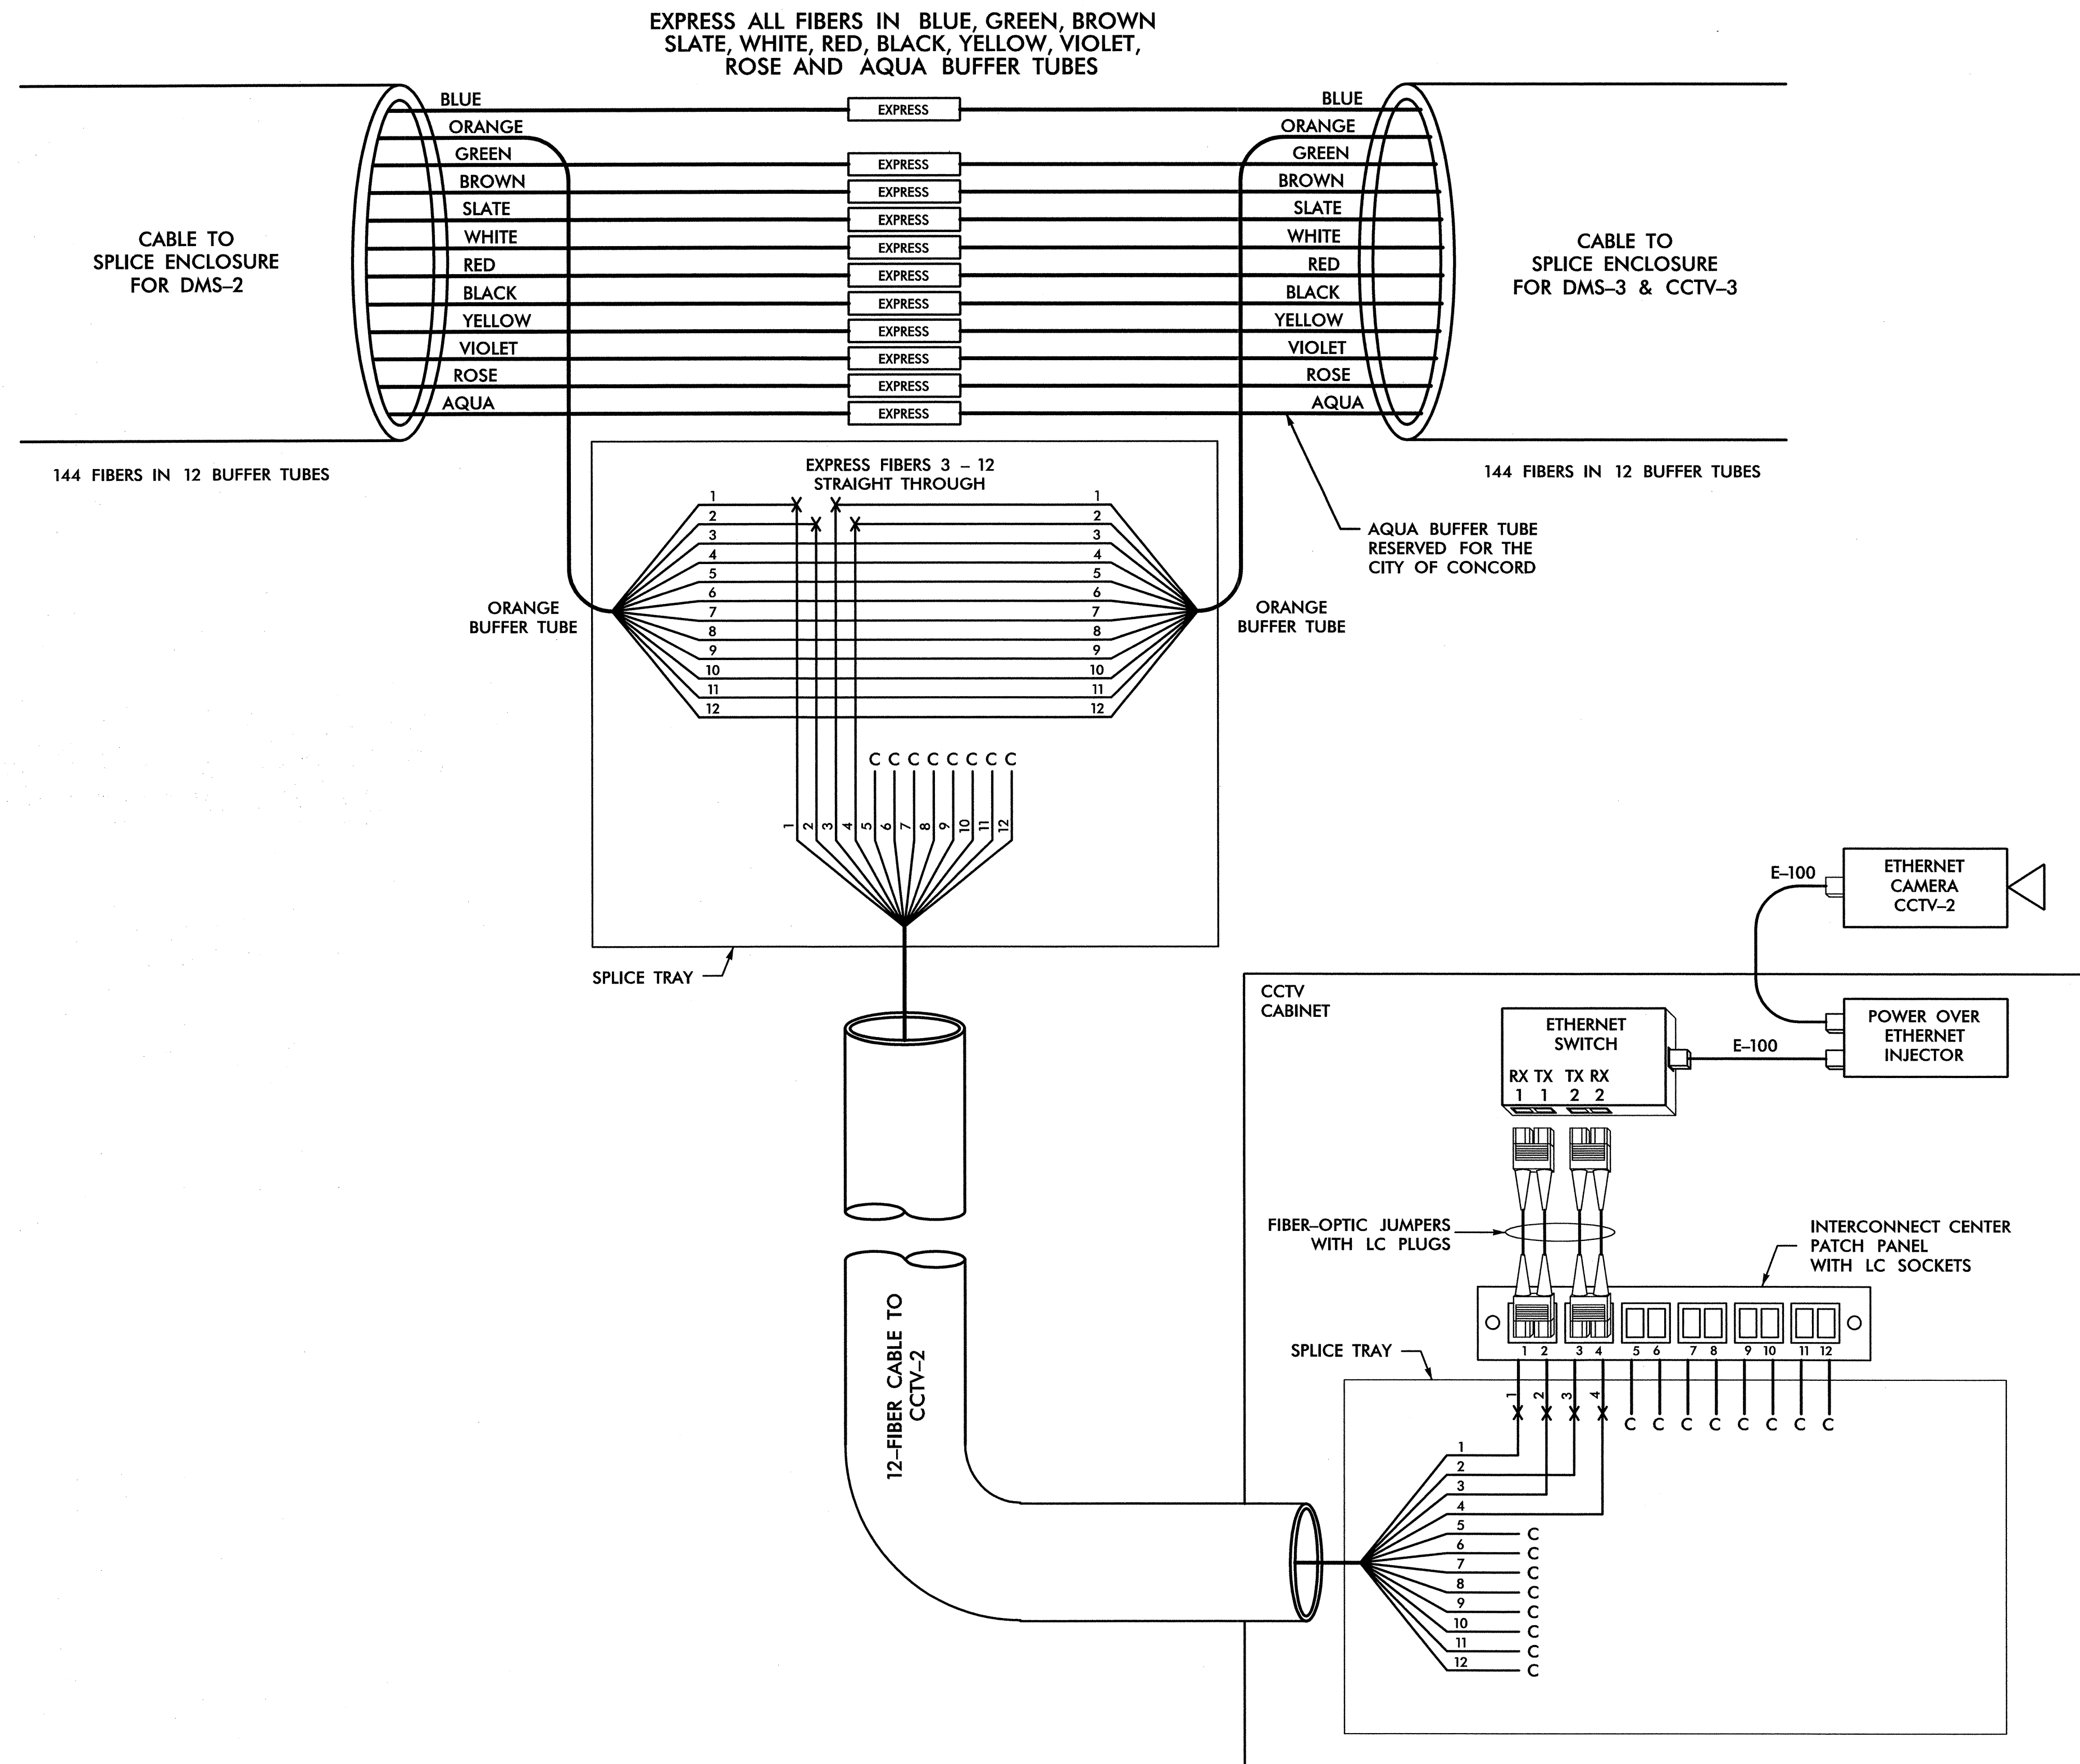 EXPRESS ALL FIBERS IN BLUE, GREEN, BROWN
SLATE, WHITE, RED, BLACK, YELLOW, VIOLET,
ROSE AND AQUA BUFFER TUBES
CABLE TO
SPLICE ENCLOSURE
FOR DMS-2
144 FIBERS IN 12 BUFFER TUBES
BLUE EXPRESS BLUE
ORANGE ORANGE
GREEN EXPRESS GREEN
BROWN EXPRESS BROWN
SLATE EXPRESS SLATE
WHITE EXPRESS WHITE
RED EXPRESS RED
BLACK EXPRESS BLACK
YELLOW EXPRESS YELLOW
VIOLET EXPRESS VIOLET
ROSE EXPRESS ROSE
AQUA EXPRESS AQUA
CABLE TO
SPLICE ENCLOSURE
FOR DMS-3 & CCTV-3
144 FIBERS IN 12 BUFFER TUBES
AQUA BUFFER TUBE
RESERVED FOR THE
CITY OF CONCORD
EXPRESS FIBERS 3 - 12
STRAIGHT THROUGH
1 1
2 2
3 3
4 4
5 5
6 6
7 7
8 8
9 9
10 10
11 11
12 12
ORANGE
BUFFER TUBE
ORANGE
BUFFER TUBE
C C C C C C C C
1 2 3 4 5 6 7 8 9 10 11 12
SPLICE TRAY
12-FIBER CABLE TO
CCTV-2
CCTV
CABINET
E-100
ETHERNET
CAMERA
CCTV-2
POWER OVER
ETHERNET
INJECTOR
E-100
ETHERNET
SWITCH
RX TX TX RX
1 1 2 2
FIBER-OPTIC JUMPERS
WITH LC PLUGS
INTERCONNECT CENTER
PATCH PANEL
WITH LC SOCKETS
1 2 3 4 5 6 7 8 9 10 11 12
SPLICE TRAY
1 2 3 4
C C C C C C C C
1
2
3
4
5 C
6 C
7 C
8 C
9 C
10 C
11 C
12 C